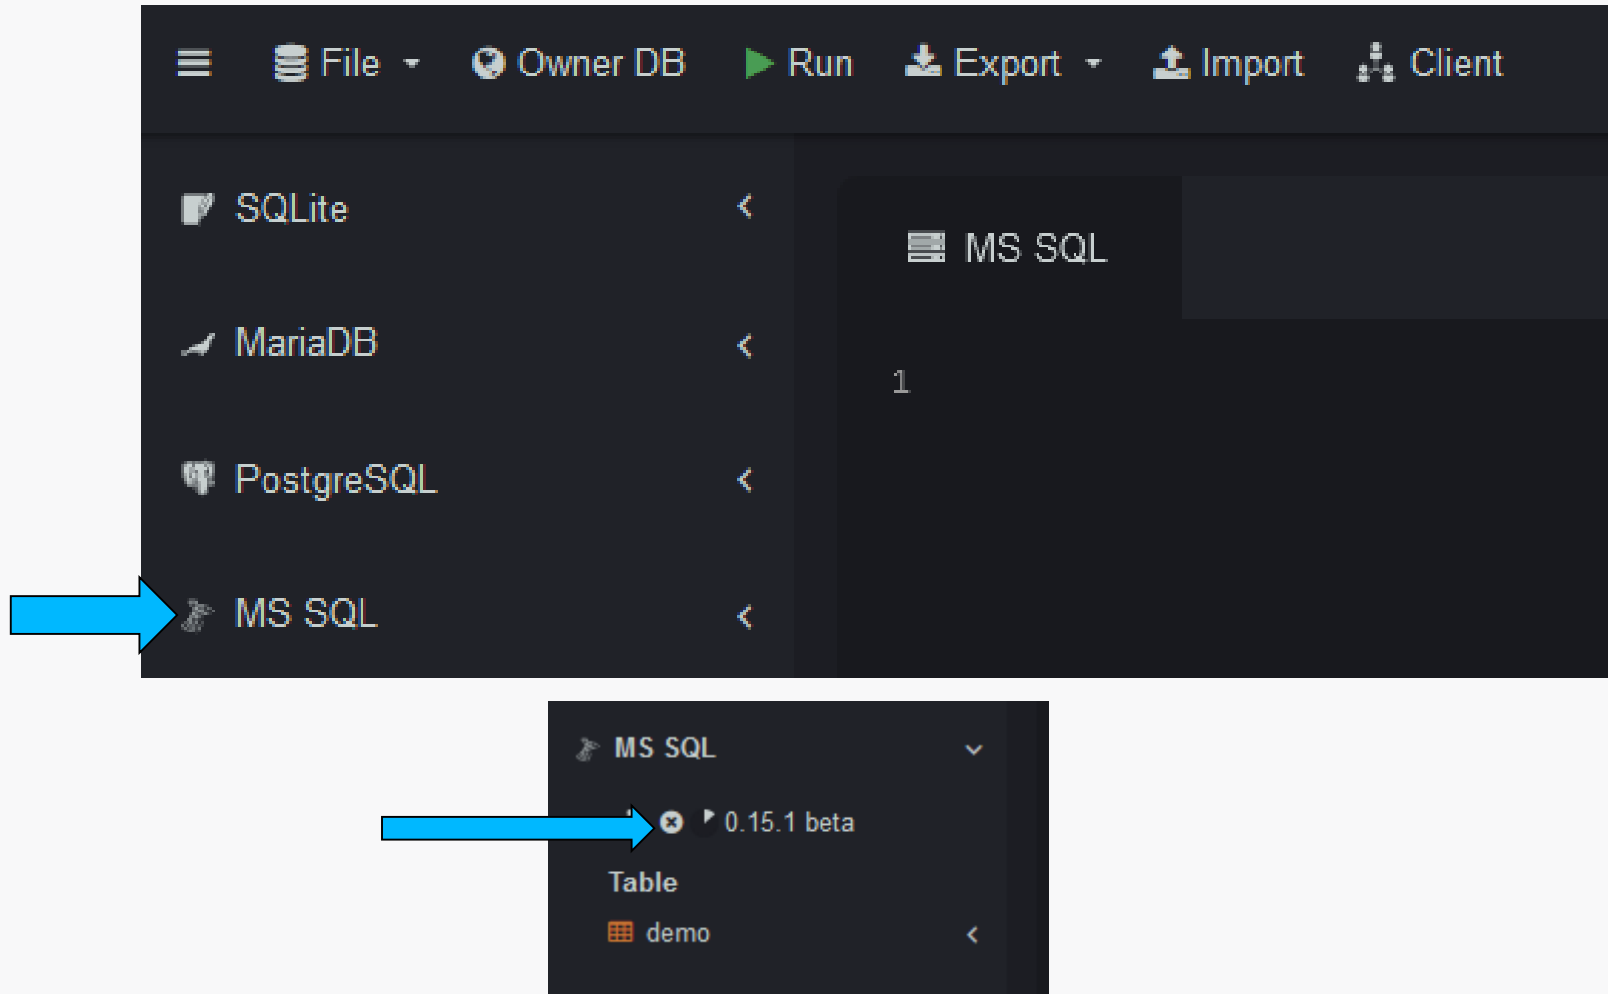 File Owner DB Run Export Import Client
SQLite
MS SQL
MariaDB
1
PostgreSQL
MS SQL
MS SQL
0.15.1 beta
Table
demo